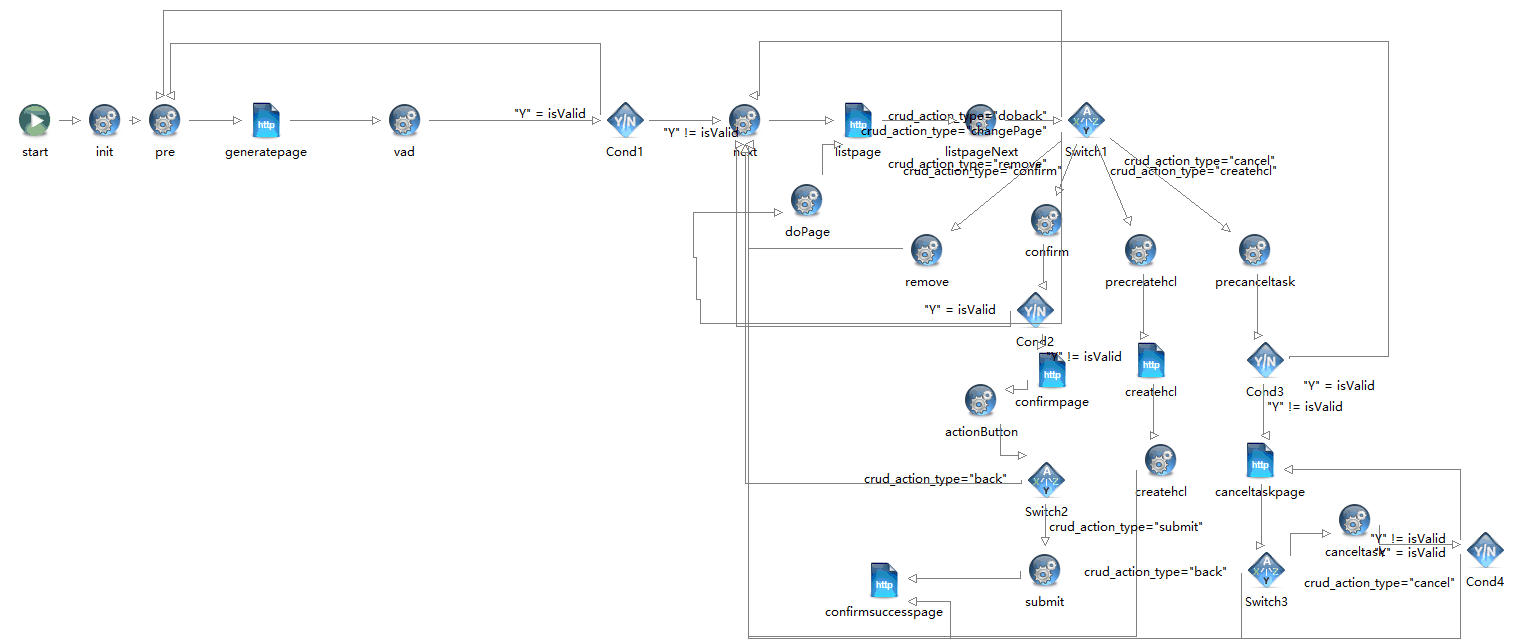 "Y" = isValid
"Y" != isValid
crud_action_type="doback"
crud_action_type="changePage"
start
init
pre
http
generatepage
vad
Y/N
Cond1
next
http
listpage
listpageNext
A
X/Y/Z
Y
Switch1
crud_action_type="remove"
crud_action_type="confirm"
crud_action_type="cancel"
crud_action_type="createhcl"
doPage
confirm
remove
precreatehcl
precanceltask
"Y" = isValid
Y/N
Cond2
"Y" != isValid
http
confirmpage
http
createhcl
Y/N
Cond3
"Y" = isValid
"Y" != isValid
actionButton
crud_action_type="back"
A
Y
Switch2
createhcl
http
canceltaskpage
crud_action_type="submit"
canceltask
"Y" != isValid
"Y" = isValid
Y/N
Cond4
http
confirmsuccesspage
submit
crud_action_type="back"
A
Y
Switch3
crud_action_type="cancel"